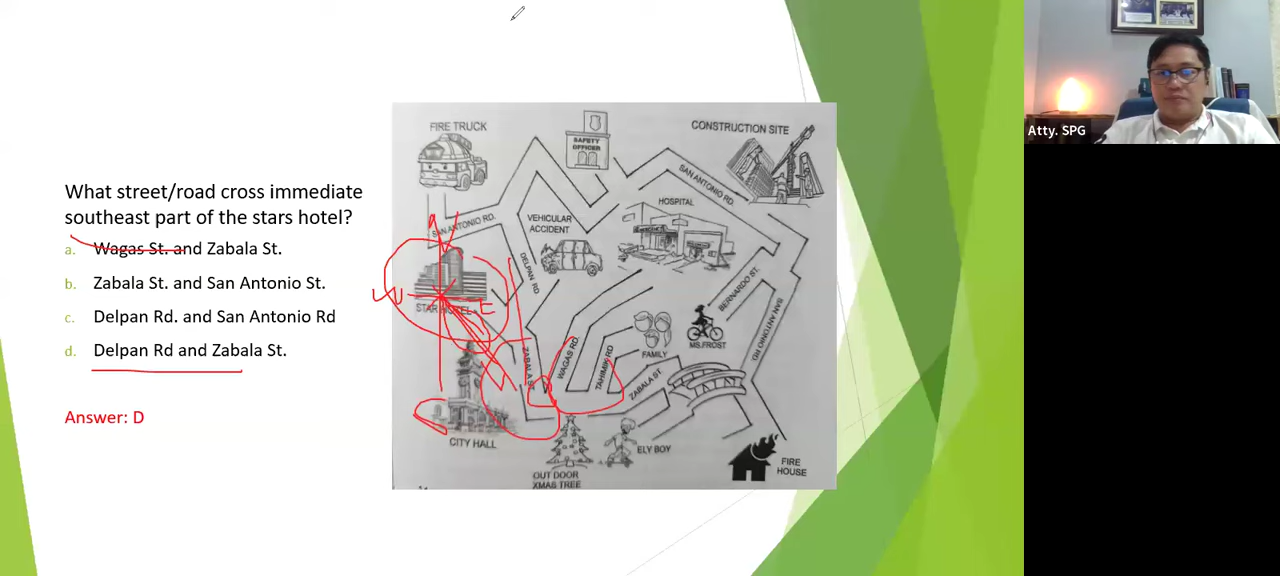 What street/road cross immediate
southeast part of the stars hotel?
a. Wagas St. and Zabala St.
b. Zabala St. and San Antonio St.
c. Delpan Rd. and San Antonio Rd
d. Delpan Rd and Zabala St.
Answer: D
FIRE TRUCK
SAFETY
OFFICER
CONSTRUCTION SITE
SAN ANTONIO RD.
SAN ANTONIO RD.
VEHICULAR
ACCIDENT
HOSPITAL
DELPAN RD
STAR HOTEL
E
BERNARDO ST.
SAN ANTONIO RD.
ZABALA ST.
WAGAS RD
TAHIMIK RD
FAMILY
MS.FROST
ZABALA ST
CITY HALL
OUT DOOR
XMAS TREE
ELY BOY
FIRE
HOUSE
Atty. SPG